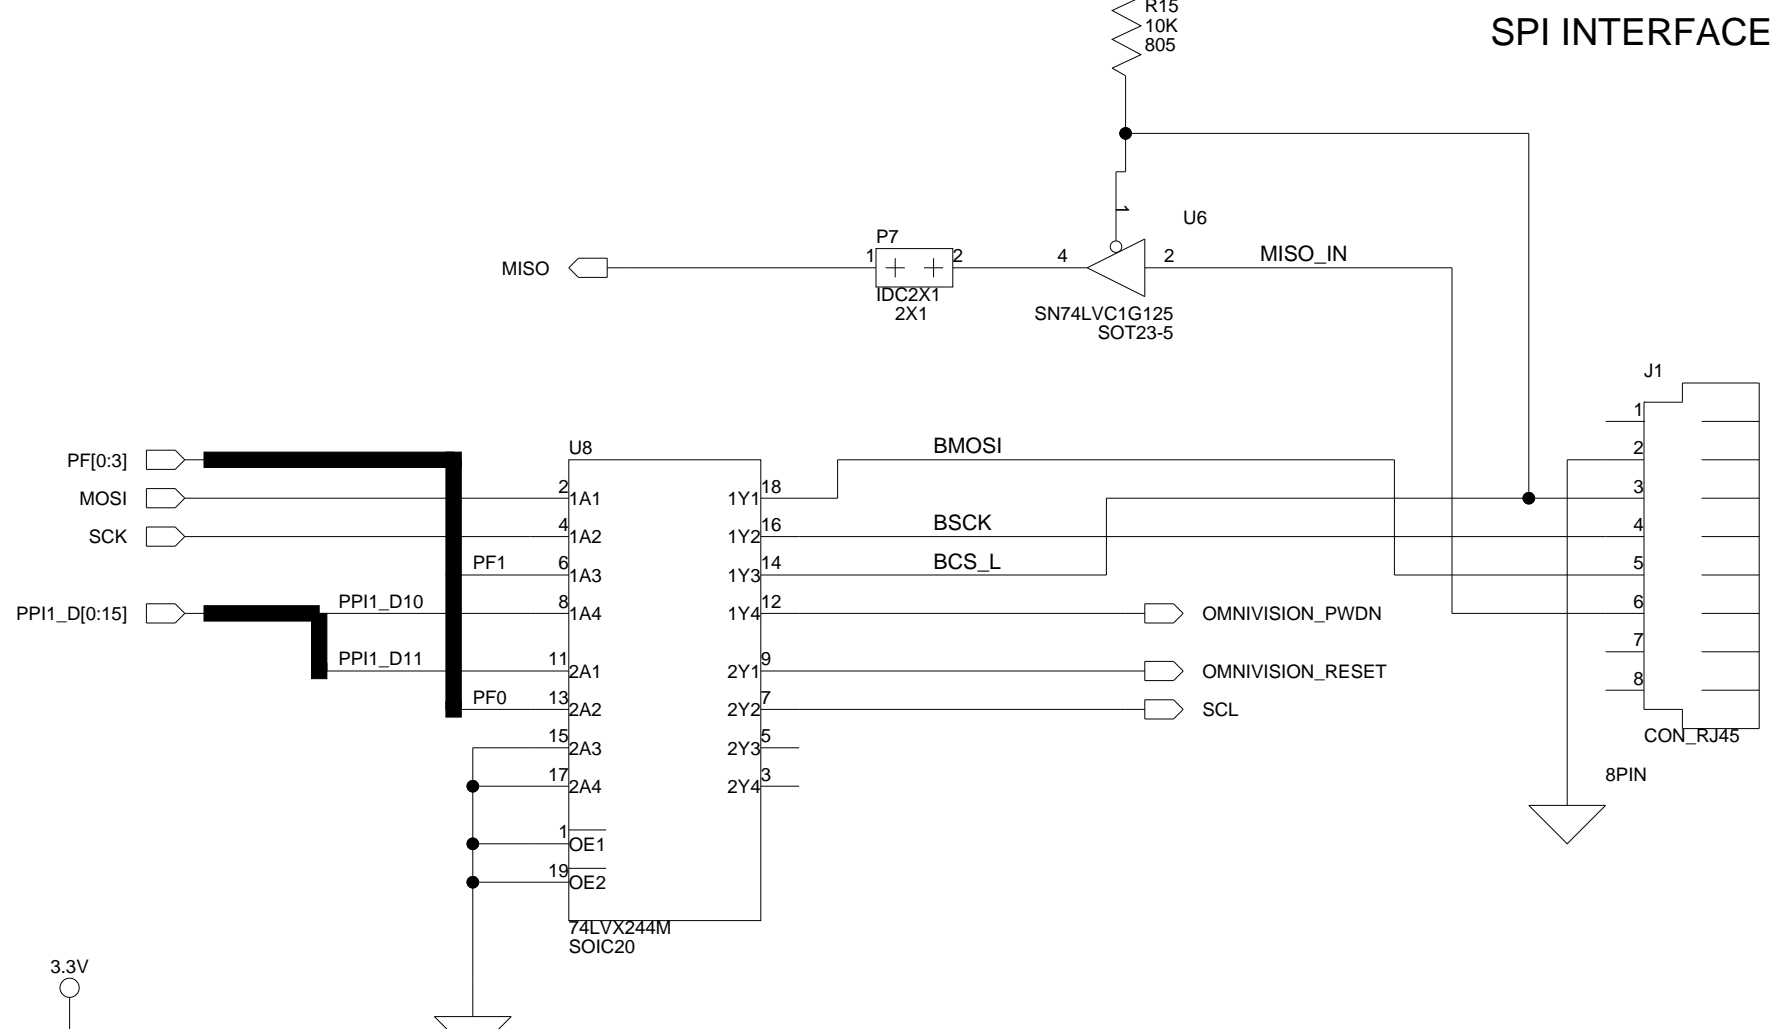 R15
10K
805
SPI INTERFACE
1
U6
P7
1
2
4
2
MISO_IN
MISO
IDC2X1
2X1
SN74LVC1G125
SOT23-5
J1
1
2
3
4
5
6
7
8
CON_RJ45
8PIN
PF[0:3]
MOSI
SCK
PPI1_D[0:15]
PF1
PPI1_D10
PPI1_D11
PF0
U8
2
1A1
4
1A2
6
1A3
8
1A4
11
2A1
13
2A2
15
2A3
17
2A4
1
OE1
19
OE2
18
1Y1
16
1Y2
14
1Y3
12
1Y4
9
2Y1
7
2Y2
5
2Y3
3
2Y4
74LVX244M
SOIC20
BMOSI
BSCK
BCS_L
OMNIVISION_PWDN
OMNIVISION_RESET
SCL
3.3V